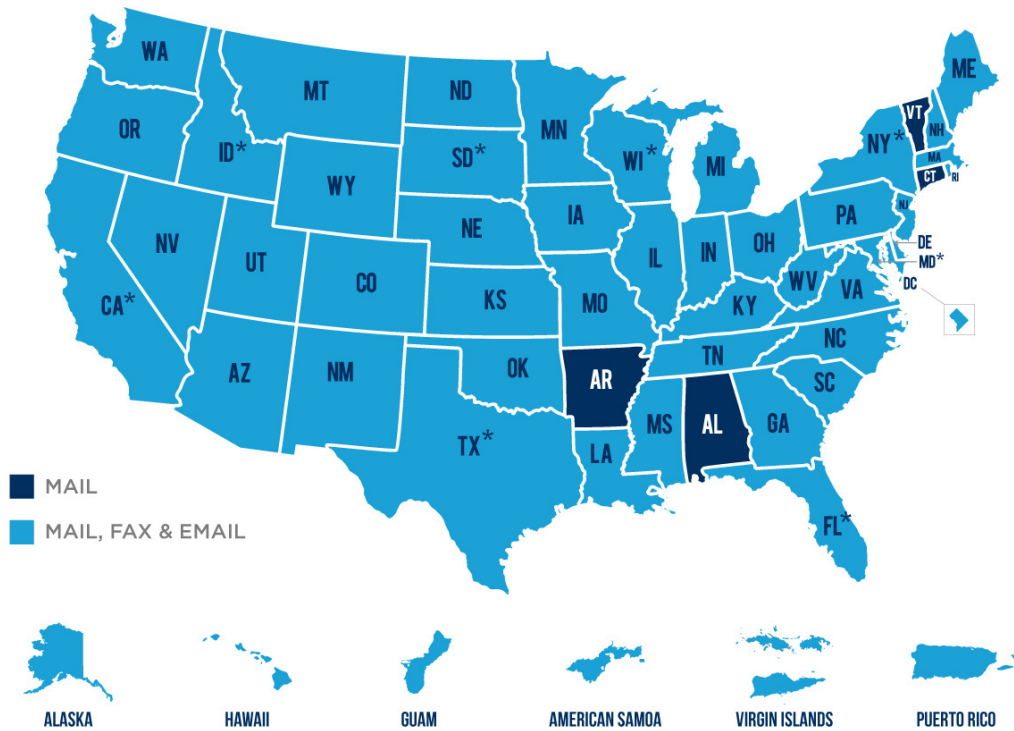 WA
MT
ND
MN
ME
VT
NH
OR
ID*
SD*
WI*
MI
NY*
MA
CT
RI
WY
IA
PA
NJ
NE
NV
UT
CO
IL
IN
OH
DE
MD*
DC
WV
VA
CA*
KS
MO
KY
NC
TN
AZ
NM
OK
AR
SC
MS
AL
GA
TX*
LA
FL*
MAIL
MAIL, FAX & EMAIL
ALASKA
HAWAII
GUAM
AMERICAN SAMOA
VIRGIN ISLANDS
PUERTO RICO